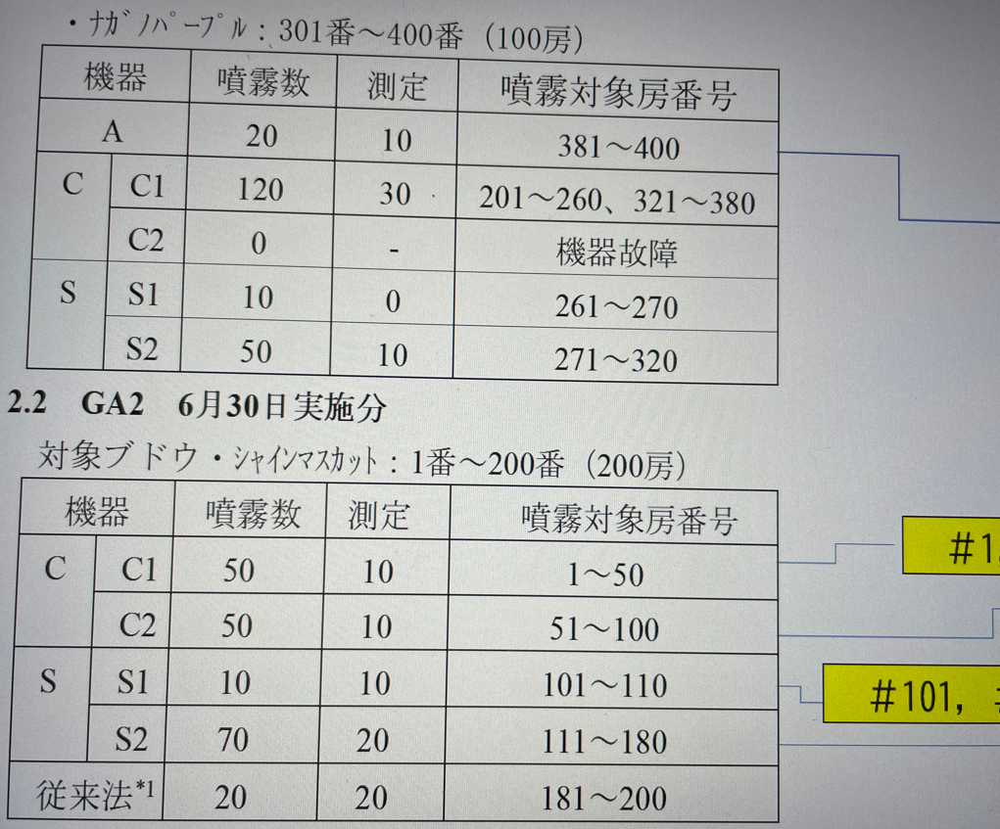 ・ﾅｶﾞﾉﾊﾟｰﾌﾟﾙ：301番～400番（100房）
機器 噴霧数 測定 噴霧対象房番号
A 20 10 381～400
C C1 120 30 201～260、321～380
C2 0 - 機器故障
S S1 10 0 261～270
S2 50 10 271～320
2.2 GA2 6月30日実施分
対象ブドウ・ｼｬｲﾝﾏｽｶｯﾄ：1番～200番（200房）
機器 噴霧数 測定 噴霧対象房番号
C C1 50 10 1～50
#1
C2 50 10 51～100
S S1 10 10 101～110
#101,
S2 70 20 111～180
従来法*1 20 20 181～200